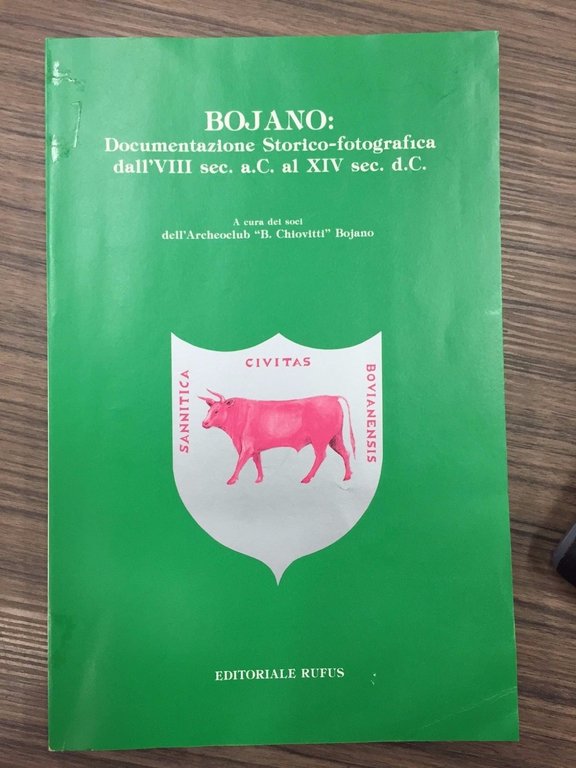 BOJANO:
Documentazione Storico-fotografica
dall'VIII sec. a.C. al XIV sec. d.C.
A cura dei soci
dell'Archeoclub "B. Chiovitti" Bojano
SANNITICA
CIVITAS
BOVIANENSIS
EDITORIALE RUFUS